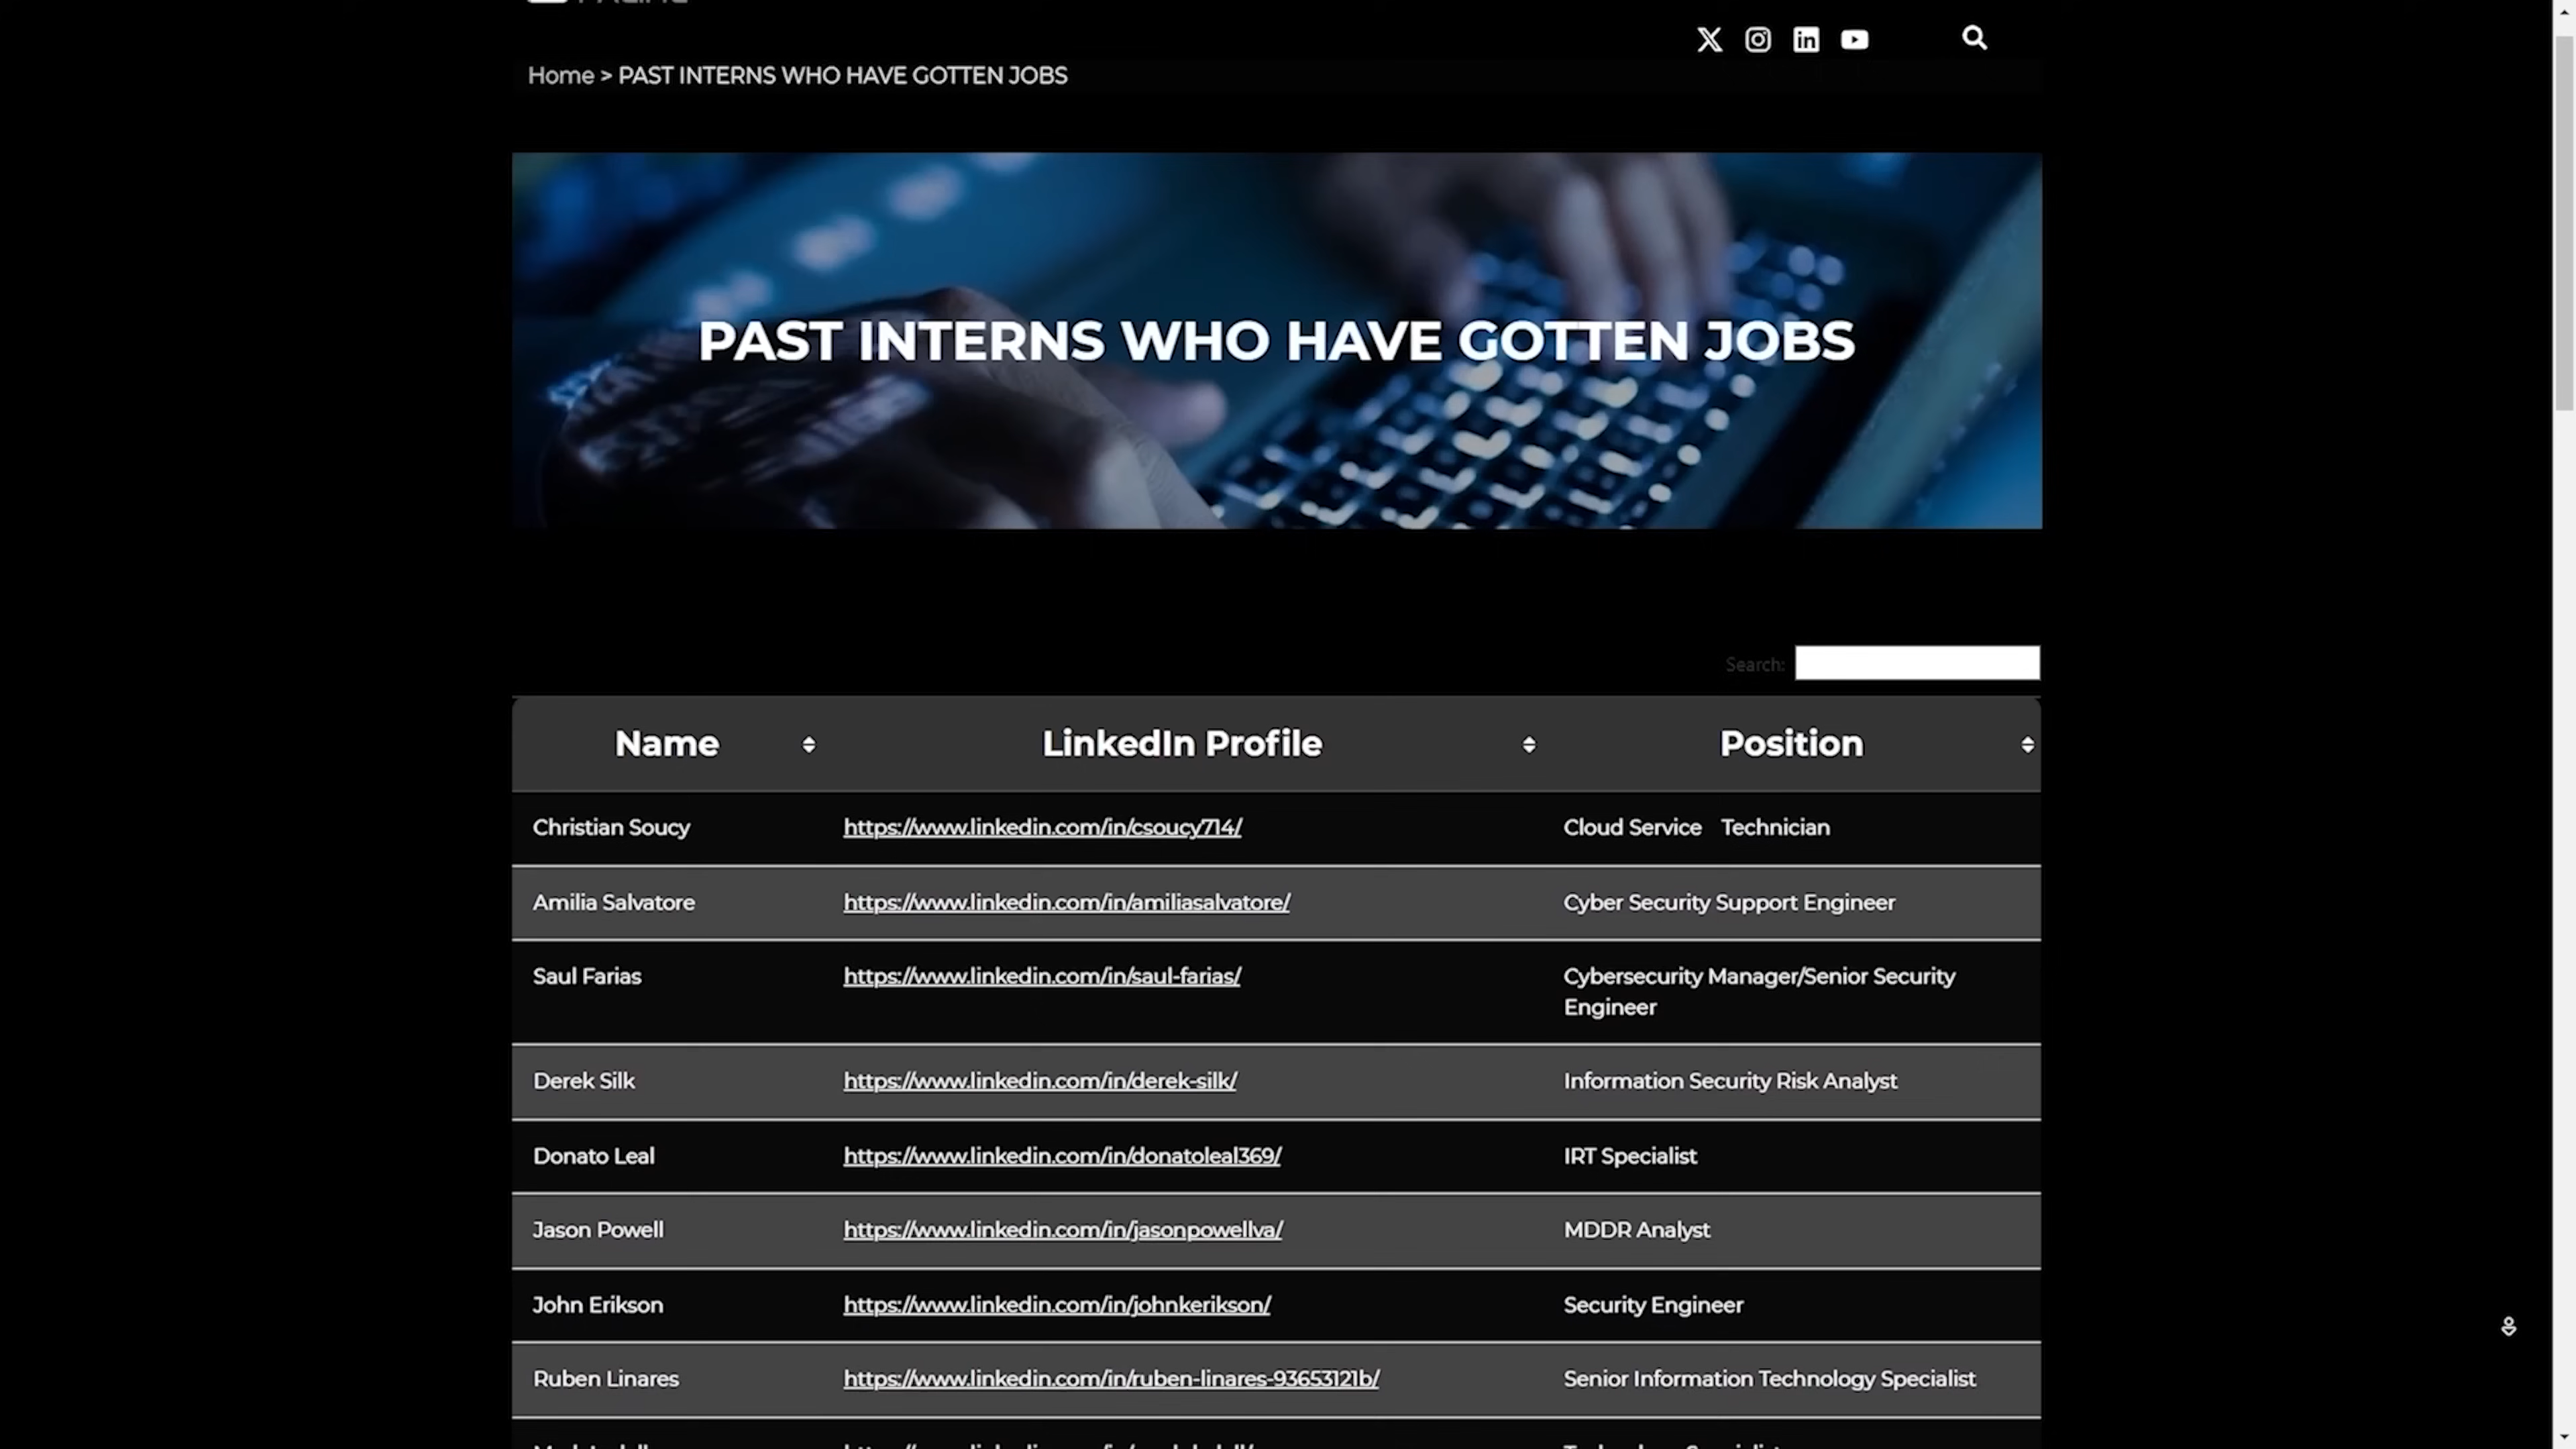 Home > PAST INTERNS WHO HAVE GOTTEN JOBS
PAST INTERNS WHO HAVE GOTTEN JOBS
Search:
Name LinkedIn Profile Position
Christian Soucy https://www.linkedin.com/in/csoucy714/ Cloud Service Technician
Amilia Salvatore https://www.linkedin.com/in/amiliasalvatore/ Cyber Security Support Engineer
Saul Farias https://www.linkedin.com/in/saul-farias/ Cybersecurity Manager/Senior Security
Engineer
Derek Silk https://www.linkedin.com/in/derek-silk/ Information Security Risk Analyst
Donato Leal https://www.linkedin.com/in/donatoleal369/ IRT Specialist
Jason Powell https://www.linkedin.com/in/jasonpowellva/ MDDR Analyst
John Erikson https://www.linkedin.com/in/johnkerikson/ Security Engineer
Ruben Linares https://www.linkedin.com/in/ruben-linares-93653121b/ Senior Information Technology Specialist